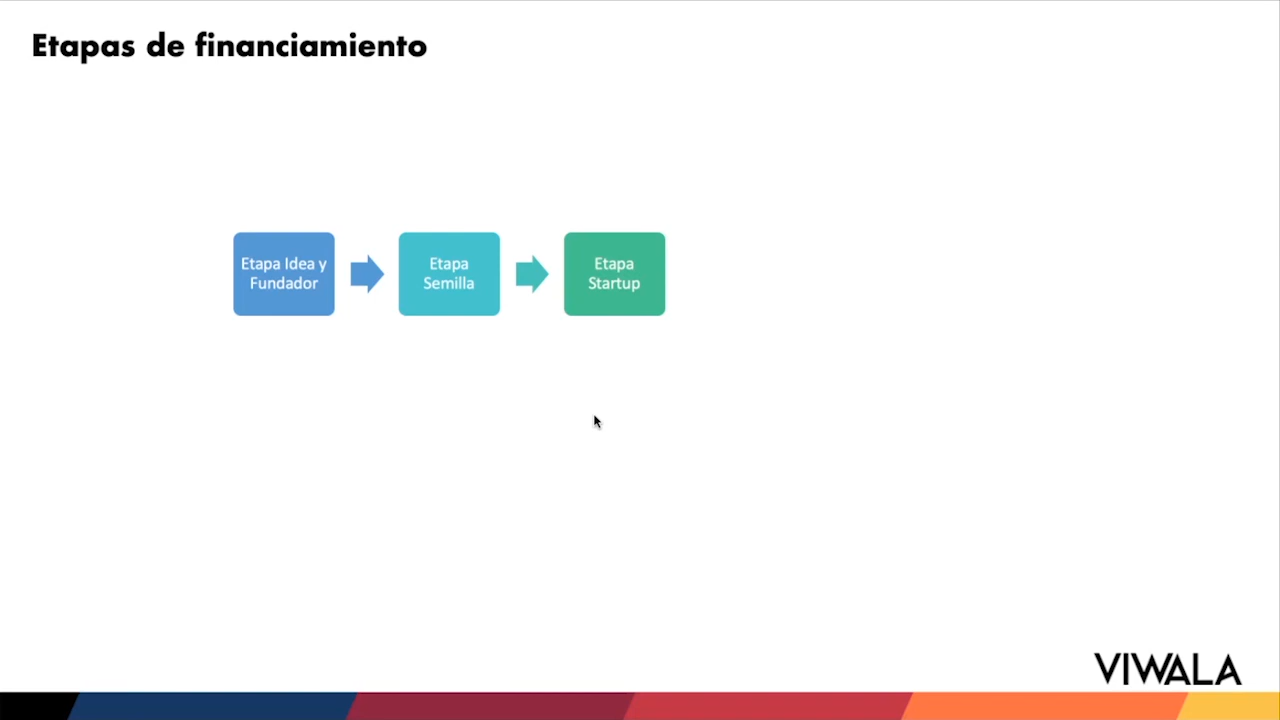 Etapas de financiamiento
Etapa Idea y
Fundador
Etapa
Semilla
Etapa
Startup
VIWALA